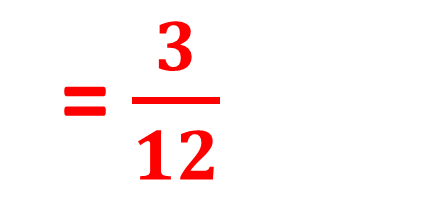 = 3/12